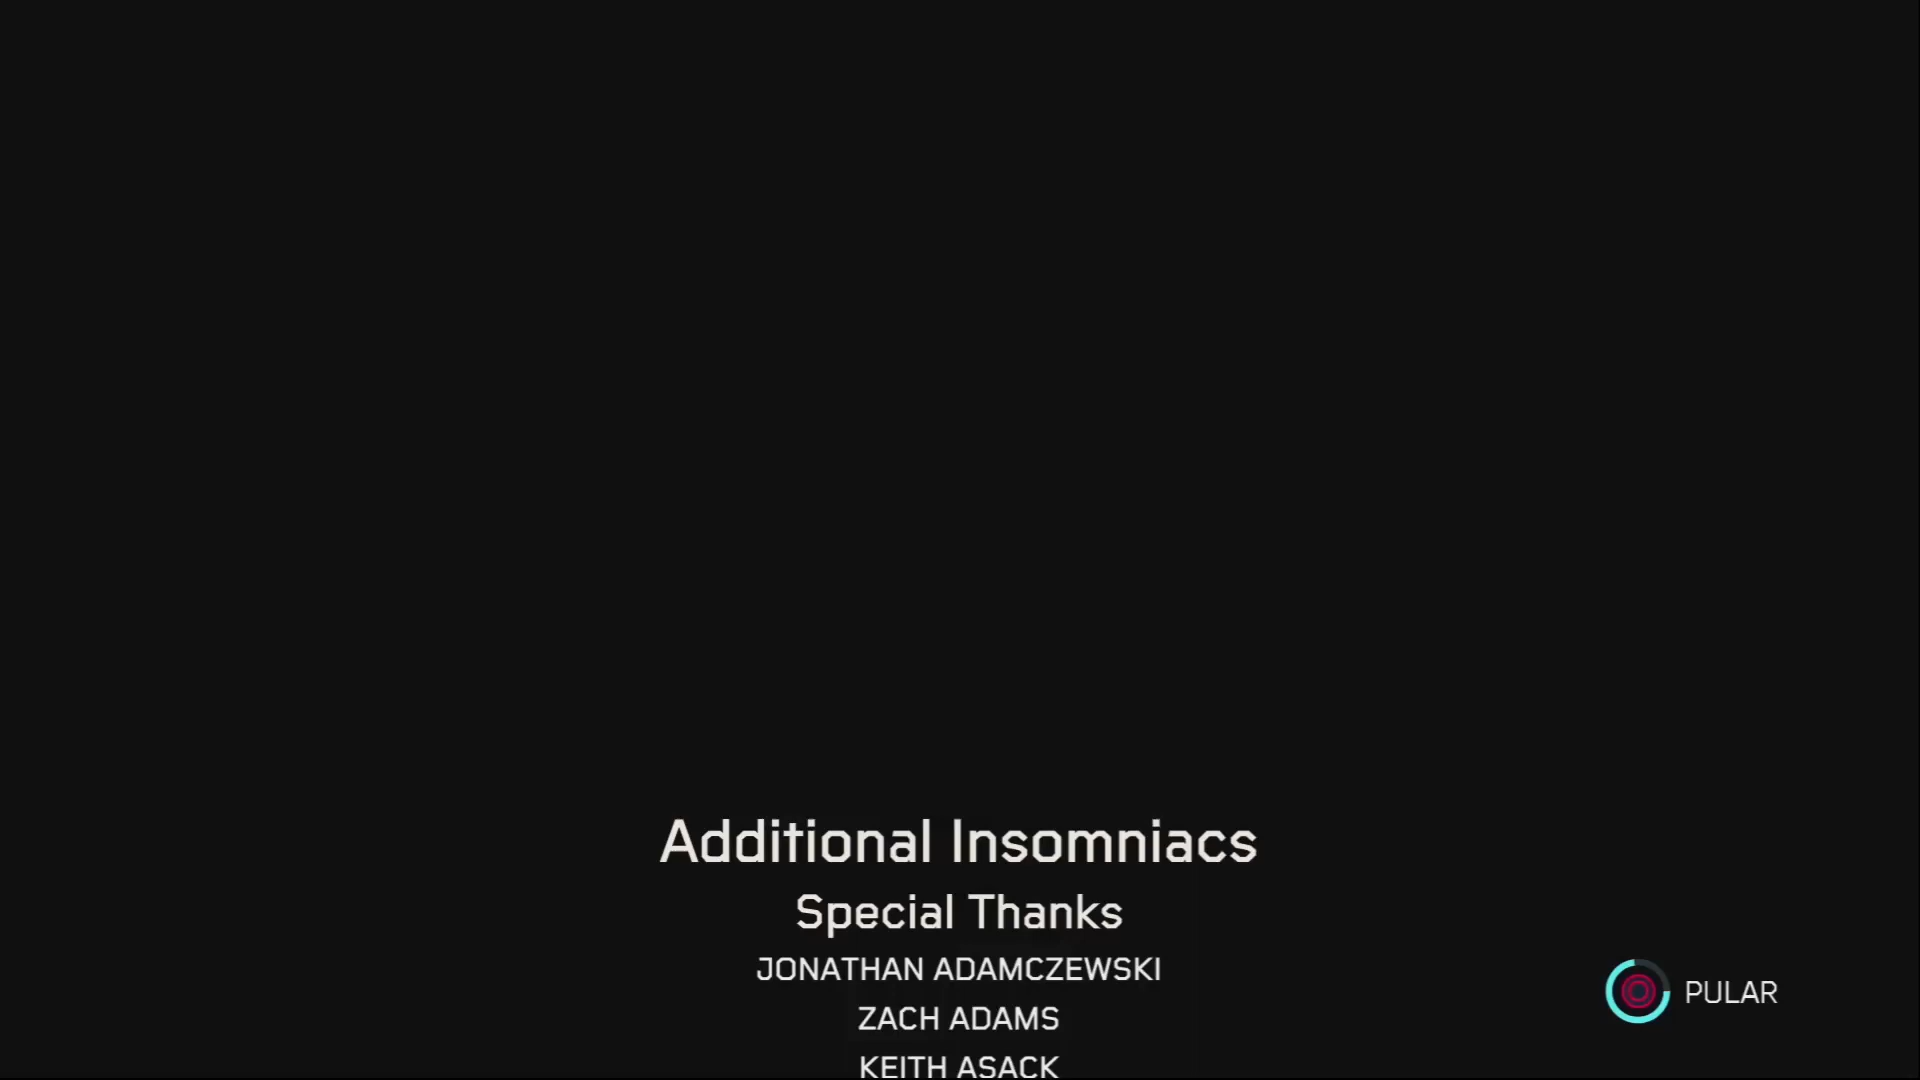 Additional Insomniacs
Special Thanks
JONATHAN ADAMCZEWSKI
ZACH ADAMS
PULAR
KEITH ASACK